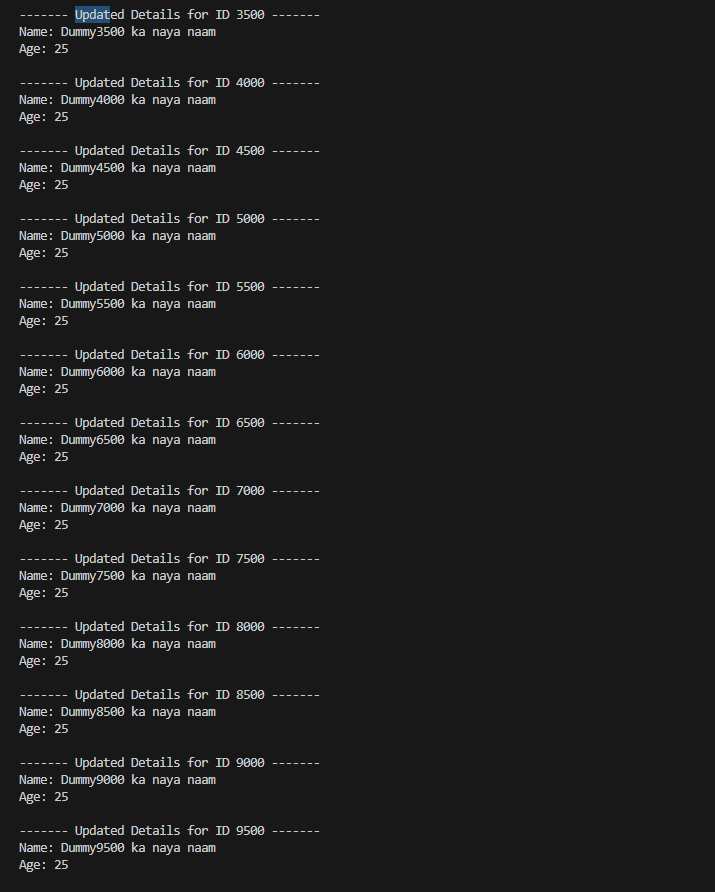 ------- Updated Details for ID 3500 -------
Name: Dummy3500 ka naya naam
Age: 25
------- Updated Details for ID 4000 -------
Name: Dummy4000 ka naya naam
Age: 25
------- Updated Details for ID 4500 -------
Name: Dummy4500 ka naya naam
Age: 25
------- Updated Details for ID 5000 -------
Name: Dummy5000 ka naya naam
Age: 25
------- Updated Details for ID 5500 -------
Name: Dummy5500 ka naya naam
Age: 25
------- Updated Details for ID 6000 -------
Name: Dummy6000 ka naya naam
Age: 25
------- Updated Details for ID 6500 -------
Name: Dummy6500 ka naya naam
Age: 25
------- Updated Details for ID 7000 -------
Name: Dummy7000 ka naya naam
Age: 25
------- Updated Details for ID 7500 -------
Name: Dummy7500 ka naya naam
Age: 25
------- Updated Details for ID 8000 -------
Name: Dummy8000 ka naya naam
Age: 25
------- Updated Details for ID 8500 -------
Name: Dummy8500 ka naya naam
Age: 25
------- Updated Details for ID 9000 -------
Name: Dummy9000 ka naya naam
Age: 25
------- Updated Details for ID 9500 -------
Name: Dummy9500 ka naya naam
Age: 25